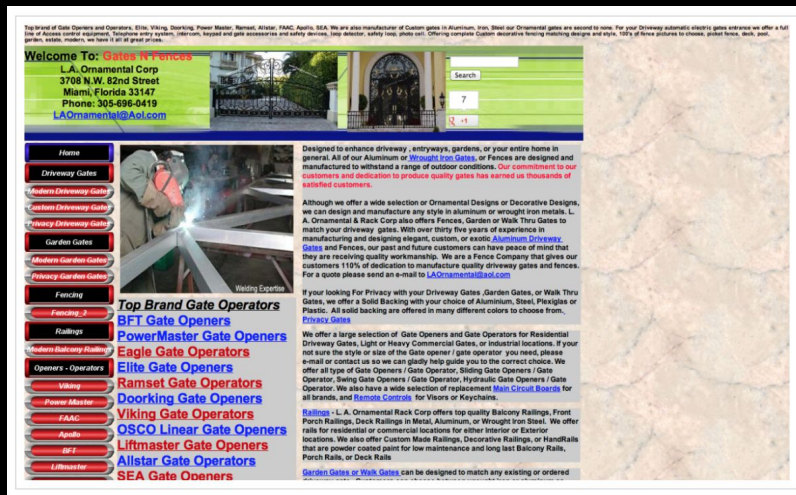 Top brand of Gate Openers and Operators, Elite, Viking, Doorking, Power Master, Ramset, Allstar, FAAC, Apollo, SEA. We are also manufacturer of Custom gates in Aluminum, Iron, Steel our Ornamental gates are second to none. For your Driveway automatic electric gates entrance we offer a full
line of Access control equipment, Telephone entry system, intercom, keypad and gate accessories and safety devices, loop detector, safety loop, photo cell. Offering complete Custom decorative fencing matching designs and style, 100's of fence pictures to choose, picket fence, deck, pool,
garden, estate, modern, we have it all at great prices.
Welcome To: Gates N Fences
L.A. Ornamental Corp
3708 N.W. 82nd Street
Miami, Florida 33147
Phone: 305-696-0419
LAOrnamental@Aol.com
Search
7
+1
Home
Driveway Gates
Modern Driveway Gates
Custom Driveway Gates
Privacy Driveway Gates
Garden Gates
Modern Garden Gates
Privacy Garden Gates
Fencing
Fencing_2
Railings
Modern Balcony Railings
Openers - Operators
Viking
Power Master
FAAC
Apollo
BFT
Liftmaster
Welding Expertise
Top Brand Gate Operators
BFT Gate Openers
PowerMaster Gate Openers
Eagle Gate Operators
Elite Gate Openers
Ramset Gate Operators
Doorking Gate Openers
Viking Gate Operators
OSCO Linear Gate Openers
Liftmaster Gate Openers
Allstar Gate Operators
SEA Gate Openers
Designed to enhance driveway , entryways, gardens, or your entire home in
general. All of our Aluminum or Wrought Iron Gates, or Fences are designed and
manufactured to withstand a range of outdoor conditions. Our commitment to our
customers and dedication to produce quality gates has earned us thousands of
satisfied customers.
Although we offer a wide selection or Ornamental Designs or Decorative Designs,
we can design and manufacture any style in aluminum or wrought iron metals. L.
A. Ornamental & Rack Corp also offers Fences, Garden or Walk Thru Gates to
match your driveway gates. With over thirty five years of experience in
manufacturing and designing elegant, custom, or exotic Aluminum Driveway
Gates and Fences, our past and future customers can have peace of mind that
they are receiving quality workmanship. We are a Fence Company that gives our
customers 110% of dedication to manufacture quality driveway gates and fences.
For a quote please send an e-mail to LAOrnamental@aol.com
If your looking For Privacy with your Driveway Gates ,Garden Gates, or Walk Thru
Gates, we offer a Solid Backing with your choice of Aluminium, Steel, Plexiglas or
Plastic. All solid backing are offered in many different colors to choose from.
Privacy Gates
We offer a large selection of Gate Openers and Gate Operators for Residential
Driveway Gates, Light or Heavy Commercial Gates, or industrial locations. If your
not sure the style or size of the Gate opener / gate operator you need, please
e-mail or contact us so we can gladly help guide you to the correct choice. We
offer all type of Gate Openers / Gate Operator, Sliding Gate Openers / Gate
Operator, Swing Gate Openers / Gate Operator, Hydraulic Gate Openers / Gate
Operator. We also have a wide selection of replacement Main Circuit Boards for
all brands, and Remote Controls for Visors or Keychains.
Railings - L. A. Ornamental Rack Corp offers top quality Balcony Railings, Front
Porch Railings, Deck Railings in Metal, Aluminum, or Wrought Iron Steel. We offer
rails for residential or commercial locations for either Interior or Exterior
locations. We also offer Custom Made Railings, Decorative Railings, or HandRails
that are powder coated paint for low maintenance and long last Balcony Rails,
Porch Rails, or Deck Rails
Garden Gates or Walk Gates can be designed to match any existing or ordered